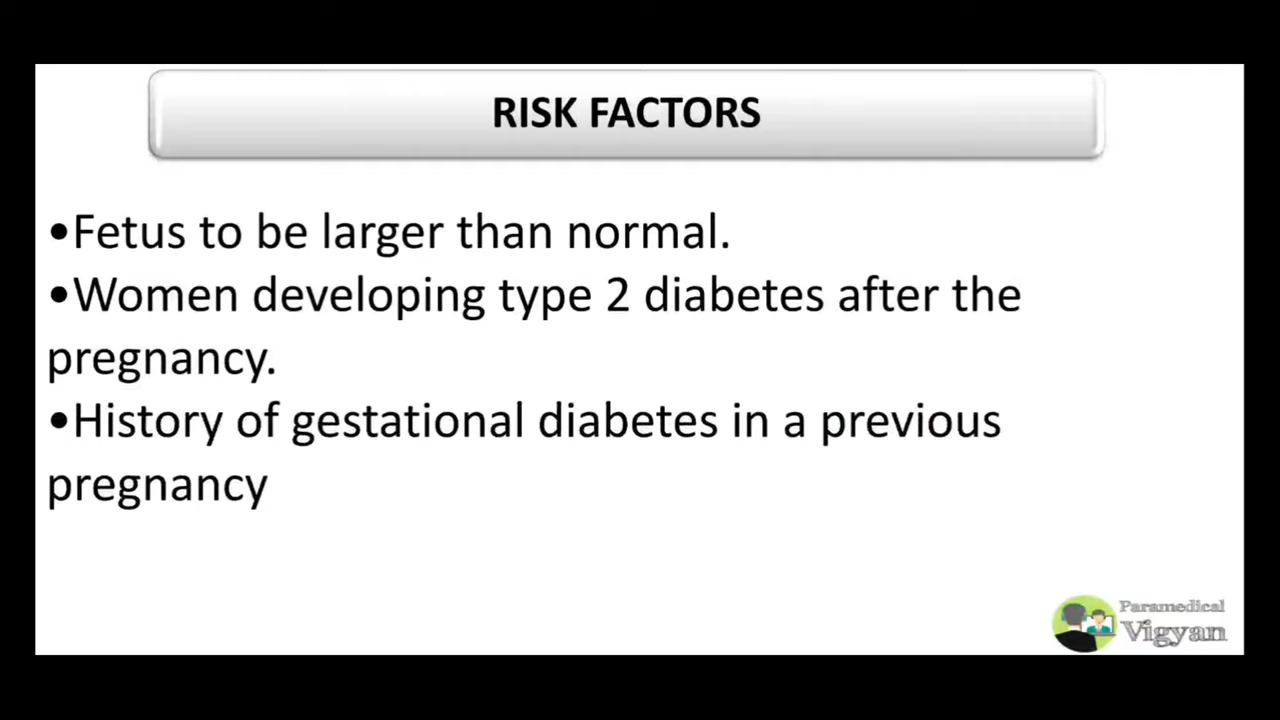 RISK FACTORS
•Fetus to be larger than normal.
•Women developing type 2 diabetes after the
pregnancy.
•History of gestational diabetes in a previous
pregnancy
Paramedical
Vigyan